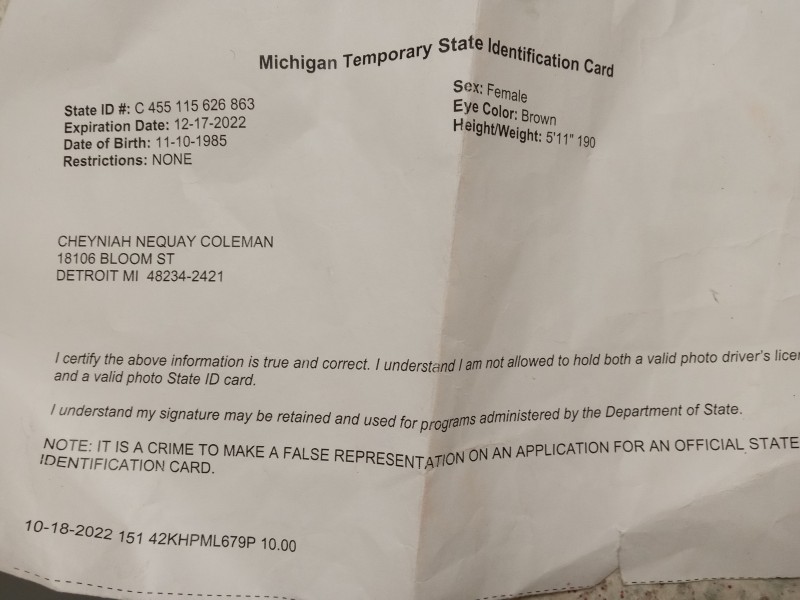 Michigan Temporary State Identification Card
State ID #: C 455 115 626 863
Expiration Date: 12-17-2022
Date of Birth: 11-10-1985
Restrictions: NONE
Sex: Female
Eye Color: Brown
Height/Weight: 5'11" 190
CHEYNIAH NEQUAY COLEMAN
18106 BLOOM ST
DETROIT MI 48234-2421
I certify the above information is true and correct. I understand I am not allowed to hold both a valid photo driver's
and a valid photo State ID card.
I understand my signature may be retained and used for programs administered by the Department of State.
NOTE: IT IS A CRIME TO MAKE A FALSE REPRESENTATION ON AN APPLICATION FOR AN OFFICIAL STATE
IDENTIFICATION CARD.
10-18-2022 151 42KHPML679P 10.00